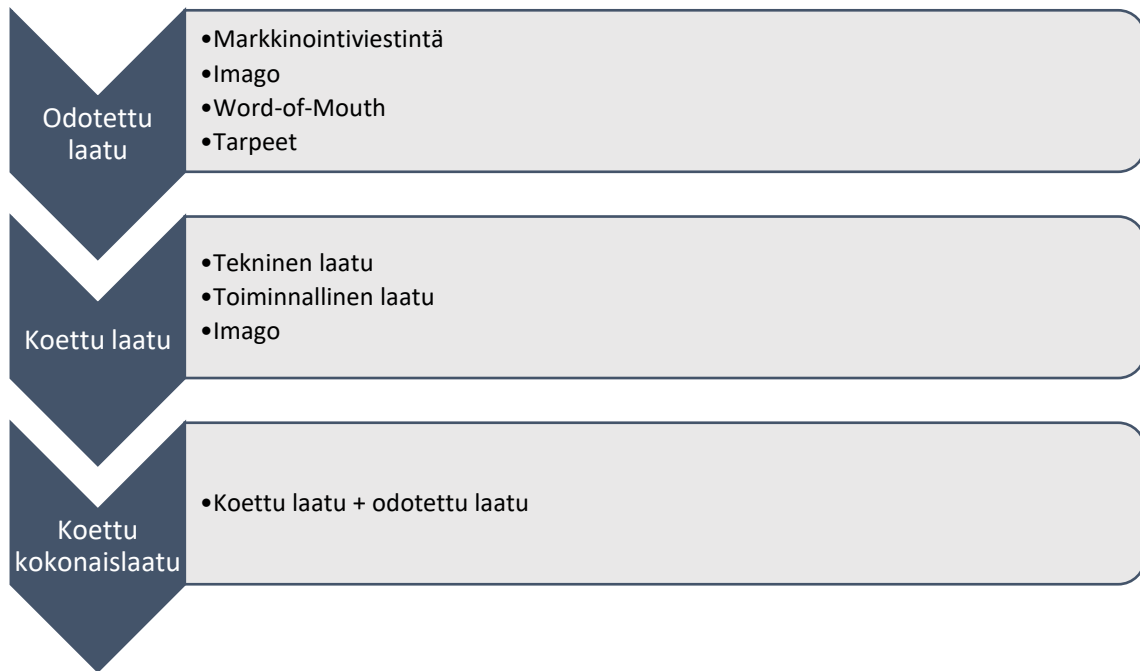 Odotettu
laatu
•Markkinointiviestintä
•Imago
•Word-of-Mouth
•Tarpeet
Koettu laatu
•Tekninen laatu
•Toiminnallinen laatu
•Imago
Koettu
kokonaislaatu
•Koettu laatu + odotettu laatu